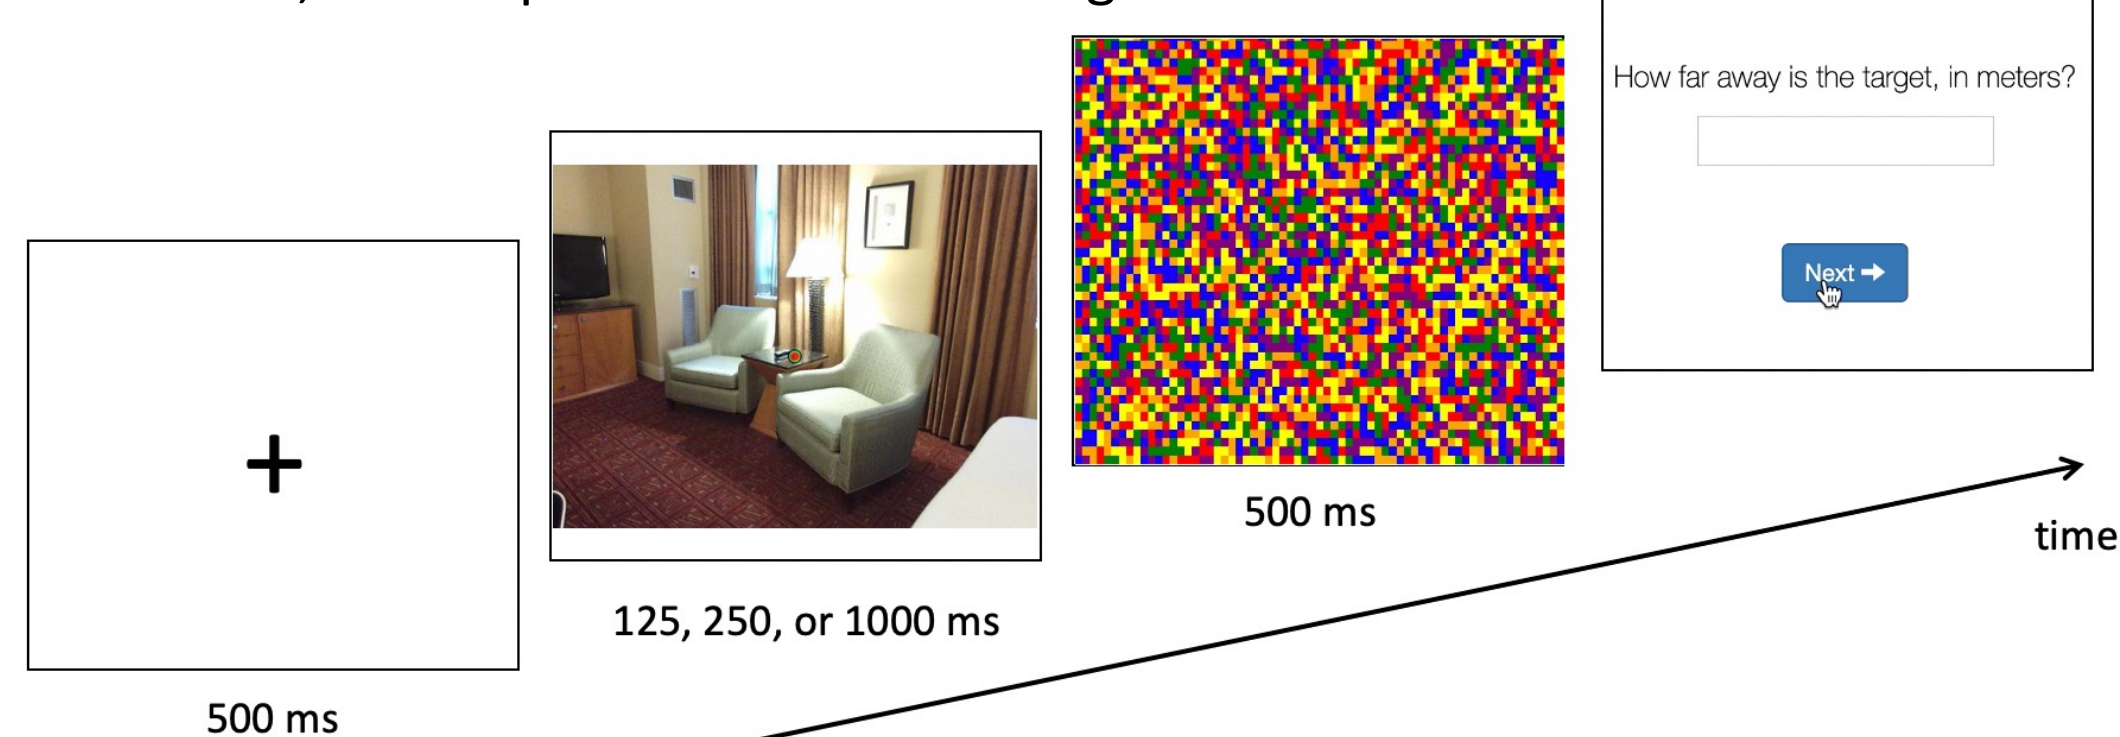 +
500 ms
125, 250, or 1000 ms
500 ms
How far away is the target, in meters?
Next →
time